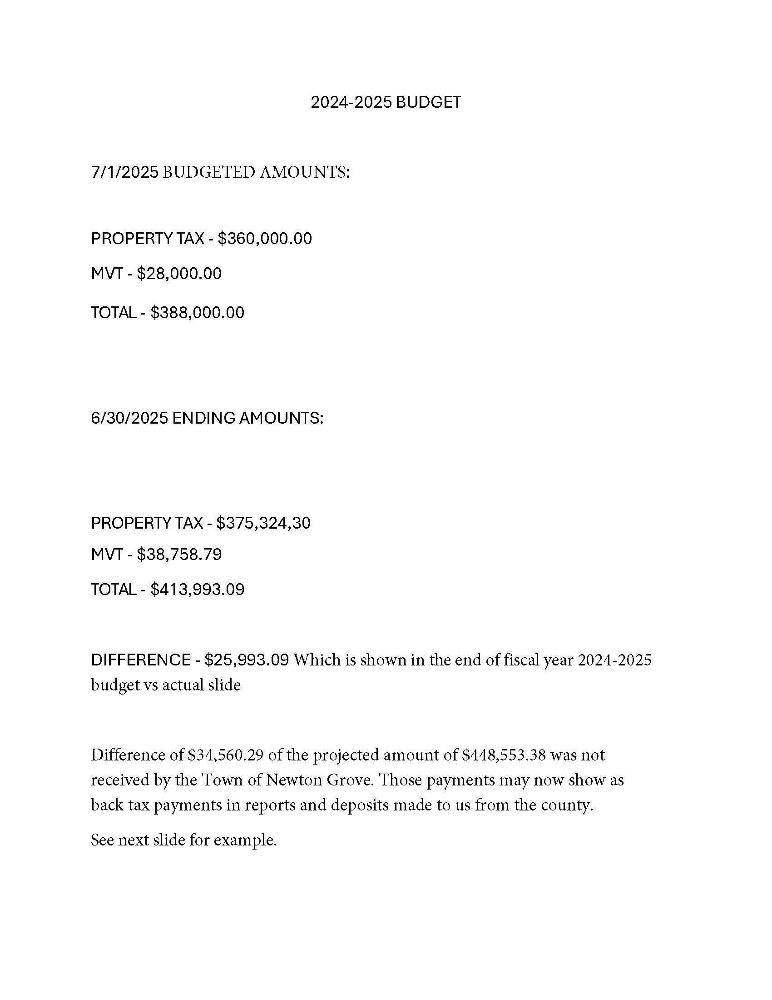 2024-2025 BUDGET
7/1/2025 BUDGETED AMOUNTS:
PROPERTY TAX - $360,000.00
MVT - $28,000.00
TOTAL - $388,000.00
6/30/2025 ENDING AMOUNTS:
PROPERTY TAX - $375,324,30
MVT - $38,758.79
TOTAL - $413,993.09
DIFFERENCE - $25,993.09 Which is shown in the end of fiscal year 2024-2025
budget vs actual slide
Difference of $34,560.29 of the projected amount of $448,553.38 was not
received by the Town of Newton Grove. Those payments may now show as
back tax payments in reports and deposits made to us from the county.
See next slide for example.